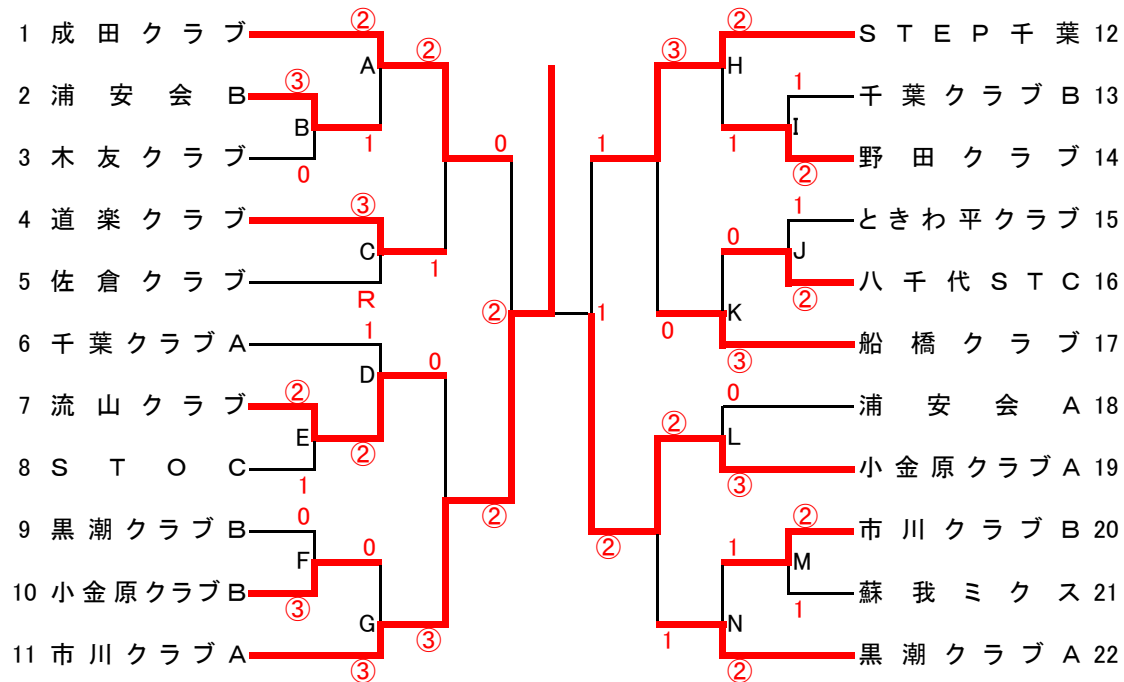 ②
1 成田クラブ
A
②
③
2 浦安会B
B
1
3 木友クラブ
0
0
4 道楽クラブ
③
C
1
5 佐倉クラブ
R
②
6 千葉クラブA
1
D
0
7 流山クラブ
②
E
②
8 STOC
1
②
9 黒潮クラブB
0
F
0
10 小金原クラブB
③
G
③
11 市川クラブA
③
②
STEP千葉 12
③
H
1
千葉クラブB 13
I
1
1
野田クラブ 14
②
1
ときわ平クラブ 15
0
J
八千代STC 16
②
1
K
0
船橋クラブ 17
③
0
浦安会A 18
②
L
小金原クラブA 19
③
②
市川クラブB 20
②
1
M
蘇我ミクス 21
1
N
1
黒潮クラブA 22
②